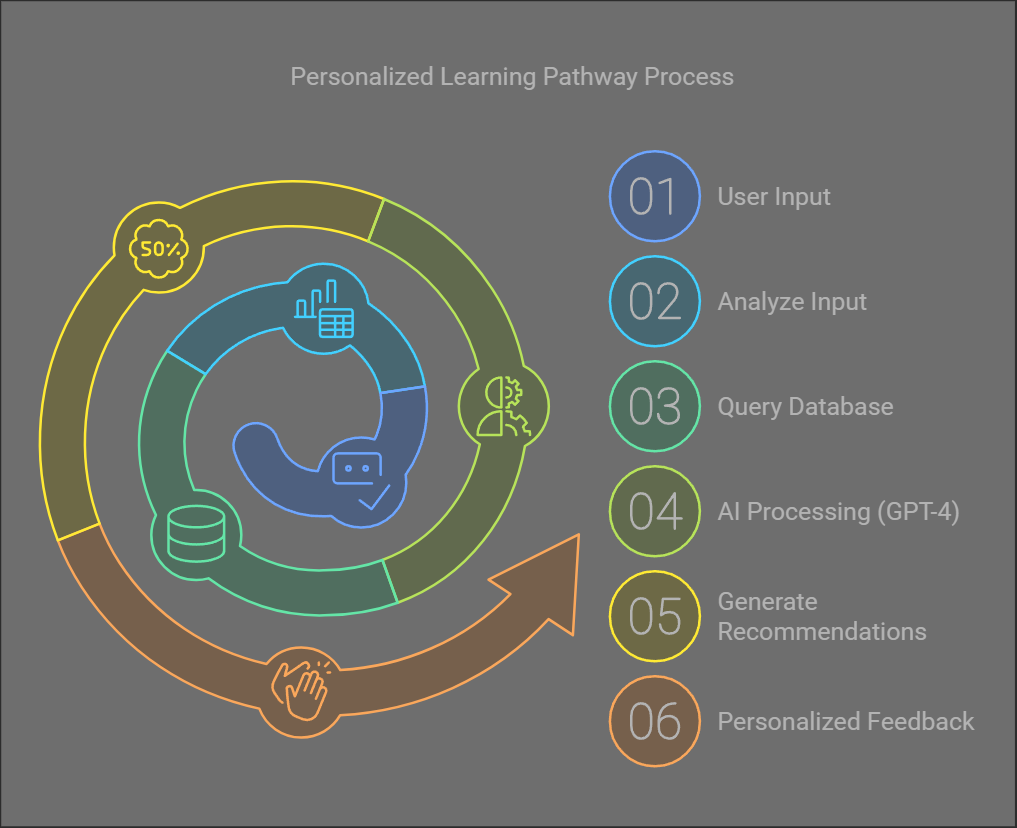 Personalized Learning Pathway Process
50%
01
User Input
02
Analyze Input
03
Query Database
04
AI Processing (GPT-4)
05
Generate
Recommendations
06
Personalized Feedback